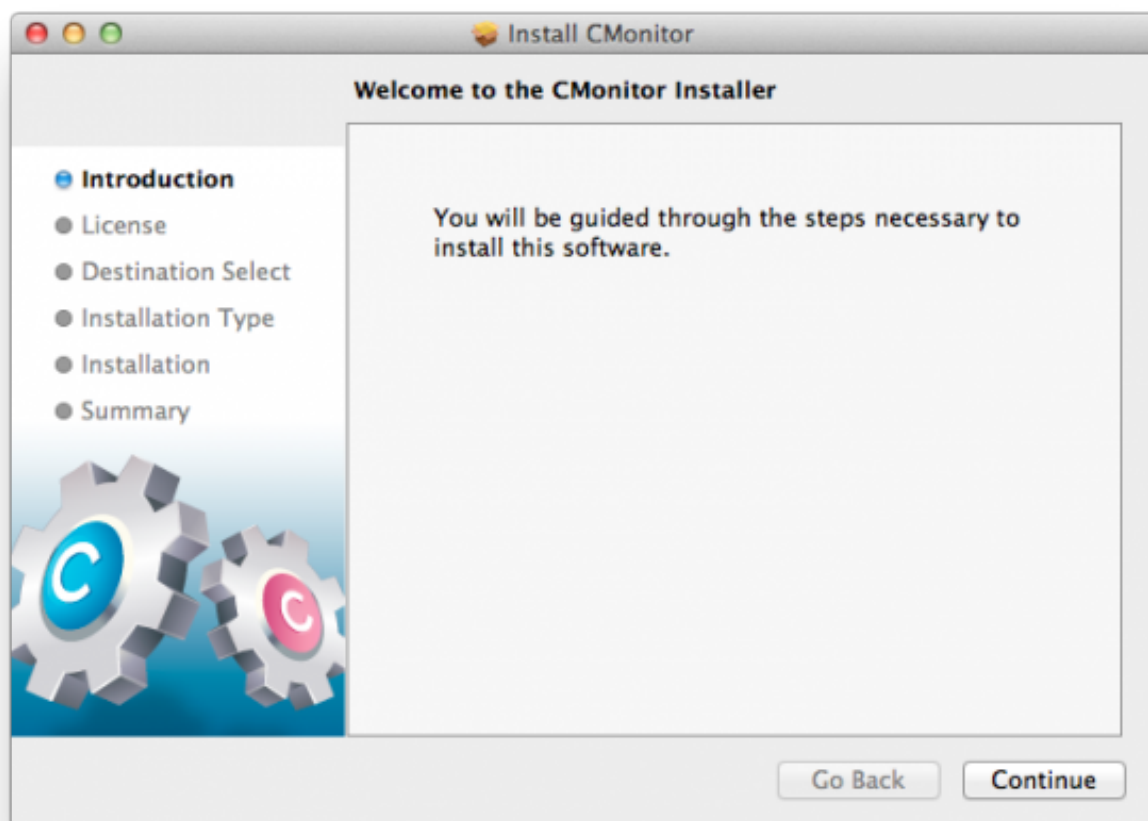 Install CMonitor
Welcome to the CMonitor Installer
Introduction
License
Destination Select
Installation Type
Installation
Summary
C
C
You will be guided through the steps necessary to
install this software.
Go Back
Continue